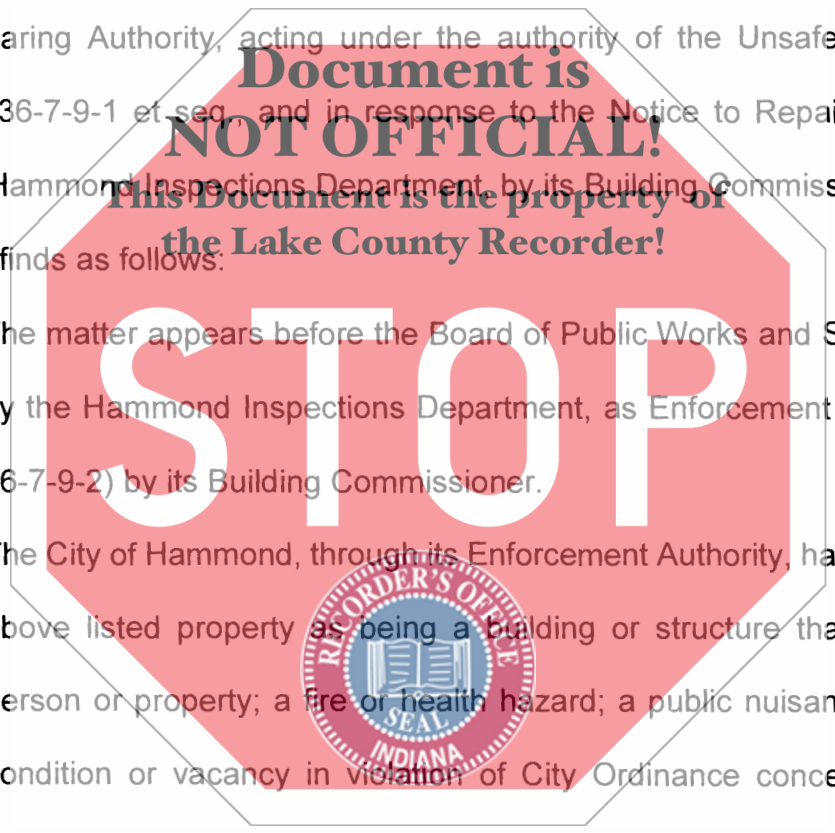 aring Authority, acting under the authority of the Unsafe
Document is
36-7-9-1 et seq., and in response to the Notice to Repai
NOT OFFICIAL!
Hammond Inspections Department, by its Building Commiss
This Document is the property of
the Lake County Recorder!
finds as follows:
he matter appears before the Board of Public Works and S
STOP
y the Hammond Inspections Department, as Enforcement
6-7-9-2) by its Building Commissioner.
he City of Hammond, through its Enforcement Authority, ha
RECORDER'S OFFICE
bove listed property as being a building or structure tha
erson or property; a fire or health hazard; a public nuisan
SEAL
INDIANA
ondition or vacancy in violation of City Ordinance conce